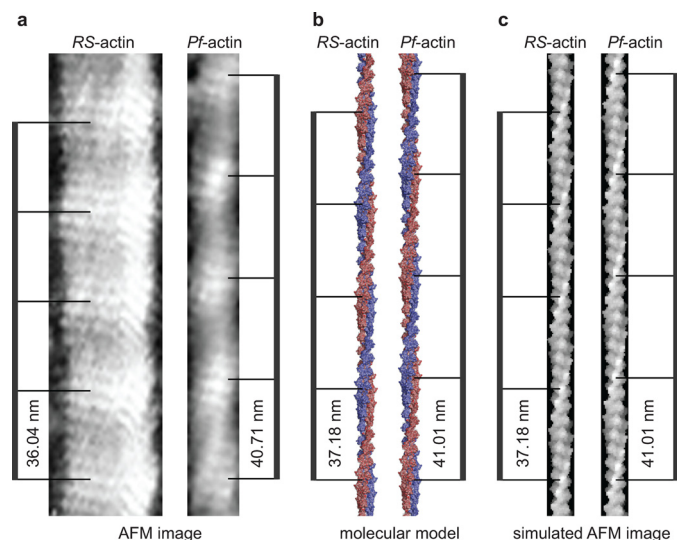 a
RS-actin Pf-actin
36.04 nm
40.71 nm
AFM image
b
RS-actin Pf-actin
37.18 nm
41.01 nm
molecular model
c
RS-actin Pf-actin
37.18 nm
41.01 nm
simulated AFM image